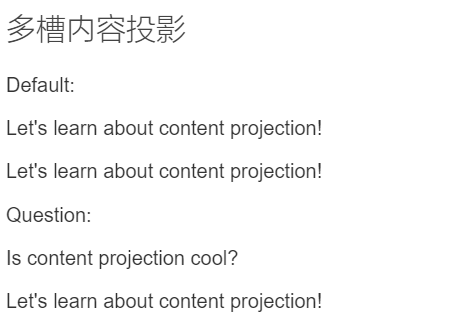 多槽内容投影
Default:
Let's learn about content projection!
Let's learn about content projection!
Question:
Is content projection cool?
Let's learn about content projection!